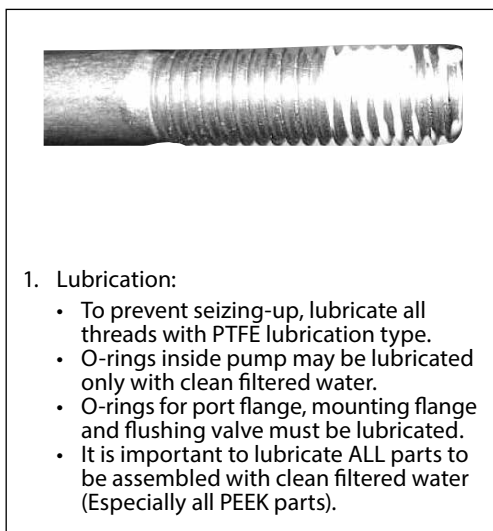 1. Lubrication:
• To prevent seizing-up, lubricate all
threads with PTFE lubrication type.
• O-rings inside pump may be lubricated
only with clean filtered water.
• O-rings for port flange, mounting flange
and flushing valve must be lubricated.
• It is important to lubricate ALL parts to
be assembled with clean filtered water
(Especially all PEEK parts).